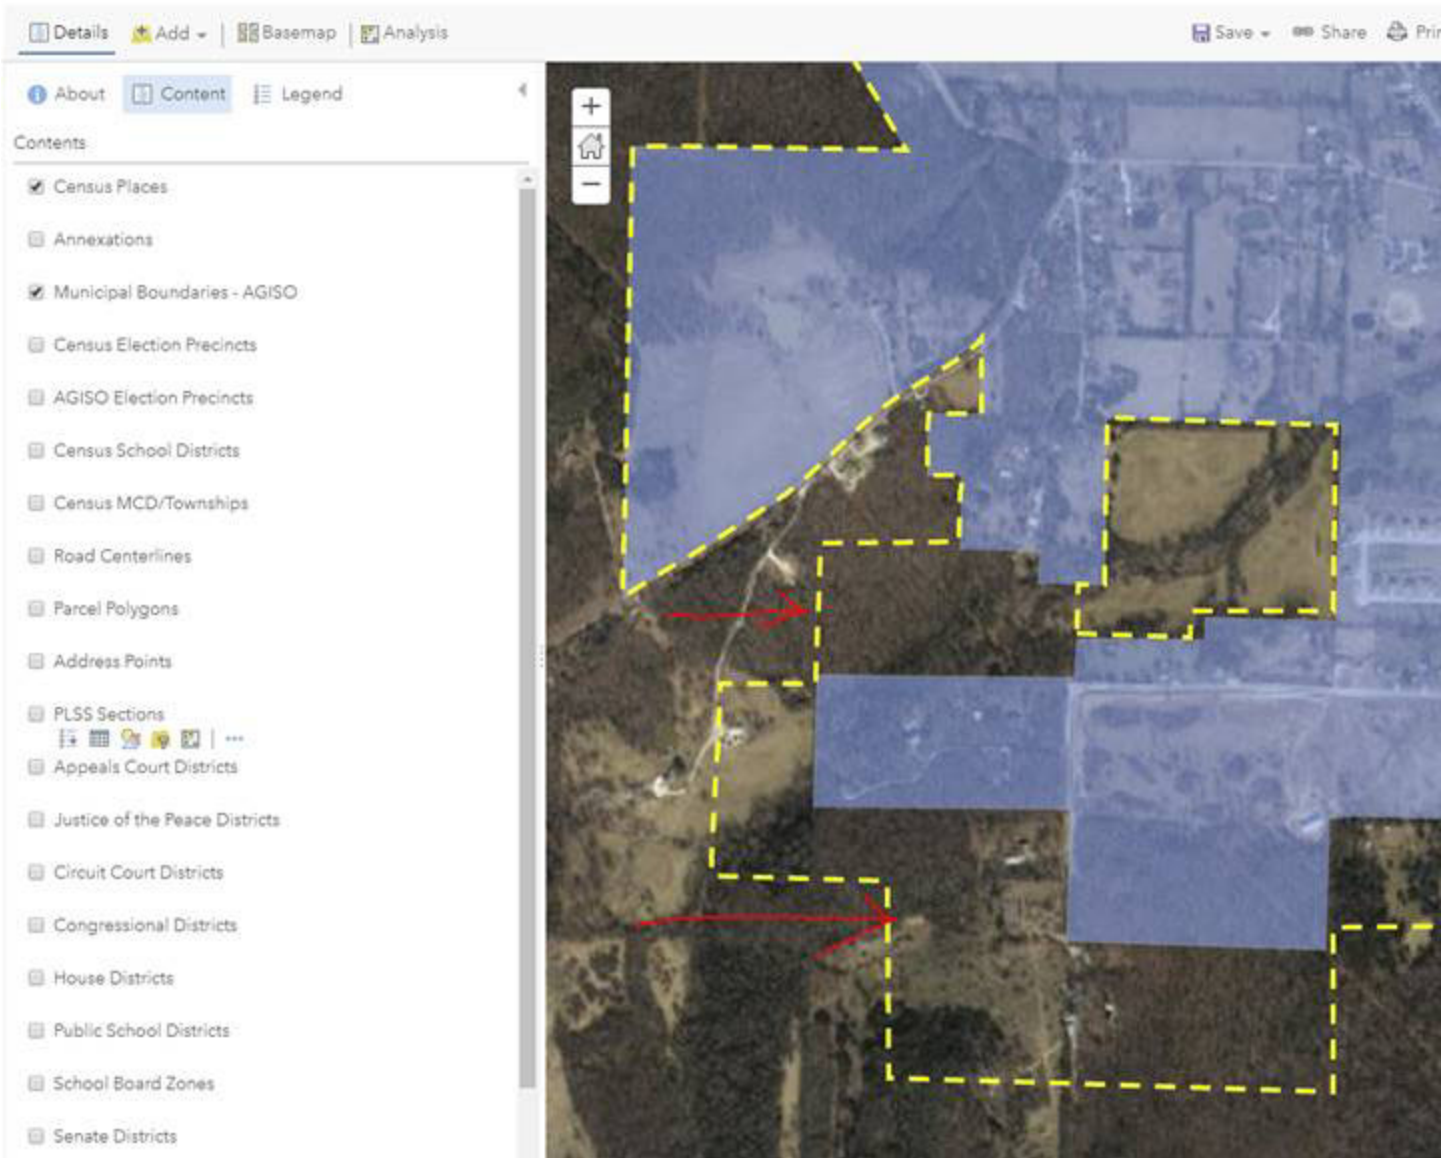 Details Add Basemap Analysis Save Share
About Content Legend
Contents
Census Places
Annexations
Municipal Boundaries - AGISO
Census Election Precincts
AGISO Election Precincts
Census School Districts
Census MCD/Townships
Road Centerlines
Parcel Polygons
Address Points
PLSS Sections
Appeals Court Districts
Justice of the Peace Districts
Circuit Court Districts
Congressional Districts
House Districts
Public School Districts
School Board Zones
Senate Districts